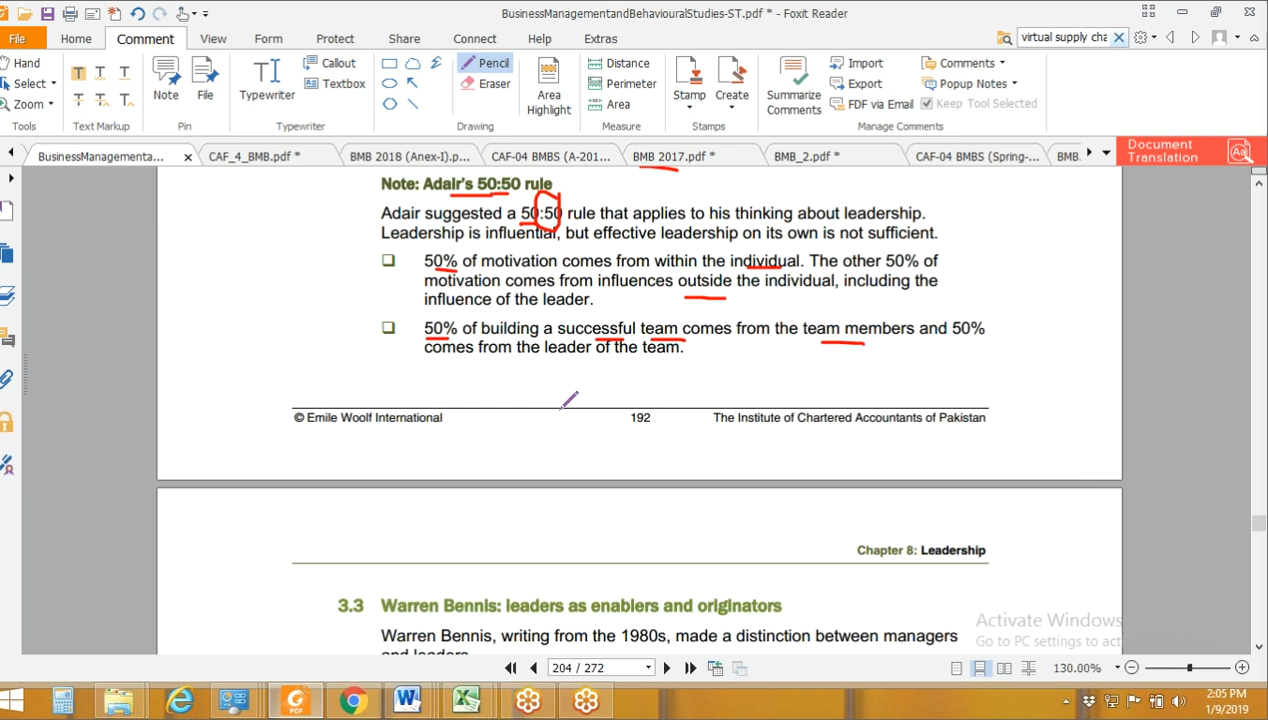 BusinessManagementandBehaviouralStudies-ST.pdf * - Foxit Reader
File Home Comment View Form Protect Share Connect Help Extras virtual supply cha
Hand
Select
Zoom
Tools
Text Markup
Note
File
Pin
Typewriter
Callout
Textbox
Typewriter
Pencil
Eraser
Area
Highlight
Drawing
Distance
Perimeter
Area
Measure
Stamp
Create
Stamps
Summarize
Comments
Import
Export
FDF via Email
Comments
Popup Notes
Keep Tool Selected
Manage Comments
BusinessManagementa... CAF_4_BMB.pdf * BMB 2018 (Anex-I).p... CAF-04 BMBS (A-201... BMB 2017.pdf * BMB_2.pdf * CAF-04 BMBS (Spring-... BMB.
Document
Translation
Note: Adair's 50:50 rule
Adair suggested a 50:50 rule that applies to his thinking about leadership.
Leadership is influential, but effective leadership on its own is not sufficient.
50% of motivation comes from within the individual. The other 50% of
motivation comes from influences outside the individual, including the
influence of the leader.
50% of building a successful team comes from the team members and 50%
comes from the leader of the team.
© Emile Woolf International 192 The Institute of Chartered Accountants of Pakistan
Chapter 8: Leadership
3.3 Warren Bennis: leaders as enablers and originators
Warren Bennis, writing from the 1980s, made a distinction between managers
and leaders
Activate Windows
Go to PC settings to act
204 / 272 130.00%
2:05 PM
1/9/2019